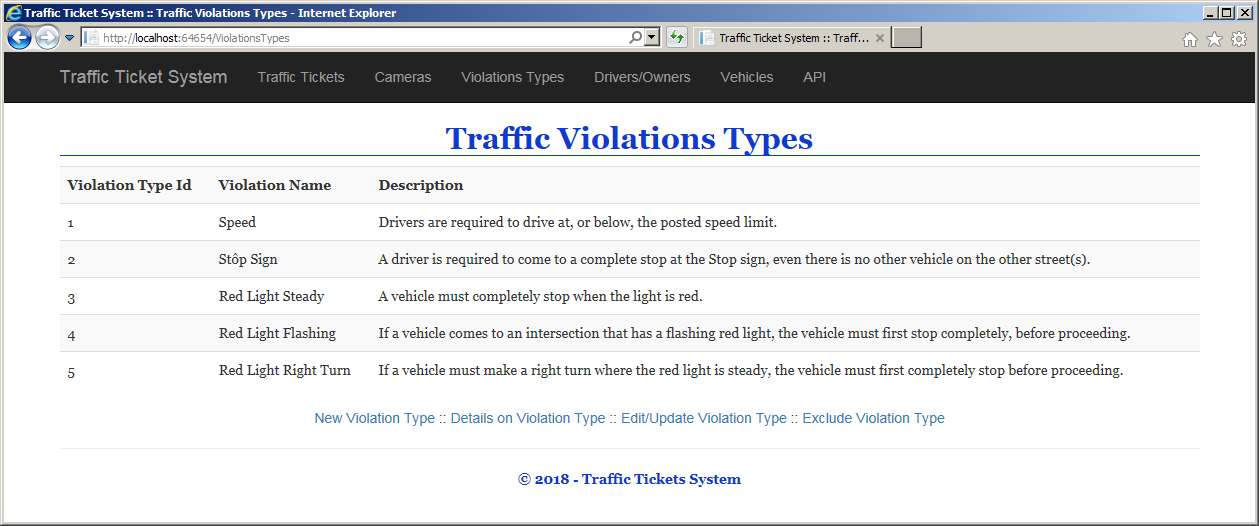 Traffic Ticket System :: Traffic Violations Types - Internet Explorer
http://localhost:64654/ViolationsTypes
Traffic Ticket System :: Traff...
Traffic Ticket System Traffic Tickets Cameras Violations Types Drivers/Owners Vehicles API
Traffic Violations Types
Violation Type Id Violation Name Description
1 Speed Drivers are required to drive at, or below, the posted speed limit.
2 Stôp Sign A driver is required to come to a complete stop at the Stop sign, even there is no other vehicle on the other street(s).
3 Red Light Steady A vehicle must completely stop when the light is red.
4 Red Light Flashing If a vehicle comes to an intersection that has a flashing red light, the vehicle must first stop completely, before proceeding.
5 Red Light Right Turn If a vehicle must make a right turn where the red light is steady, the vehicle must first completely stop before proceeding.
New Violation Type :: Details on Violation Type :: Edit/Update Violation Type :: Exclude Violation Type
© 2018 - Traffic Tickets System